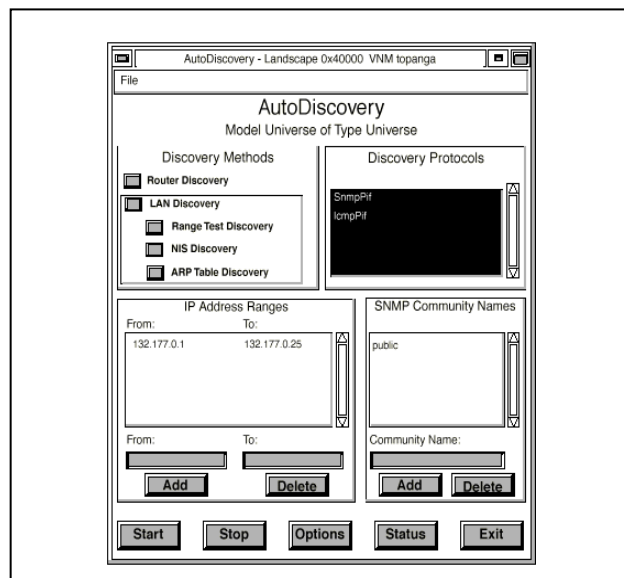 AutoDiscovery - Landscape 0x40000 VNM topanga
File
AutoDiscovery
Model Universe of Type Universe
Discovery Methods
Router Discovery
LAN Discovery
Range Test Discovery
NIS Discovery
ARP Table Discovery
Discovery Protocols
SnmpPif
IcmpPif
IP Address Ranges
From: To:
132.177.0.1 132.177.0.25
From: To:
Add Delete
SNMP Community Names
public
Community Name:
Add Delete
Start Stop Options Status Exit